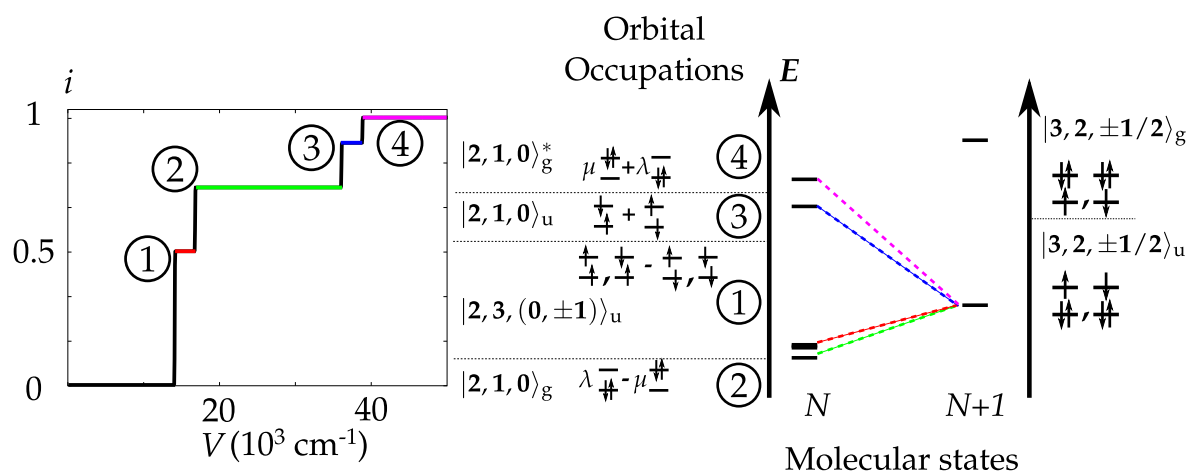 i
1
0.5
0
20
40
V (10³ cm⁻¹)
1
2
3
4
Orbital
Occupations
|2, 1, 0⟩*g
μ + λ
4
|2, 1, 0⟩u
+
3
, -,
|2, 3, (0, ±1)⟩u
1
|2, 1, 0⟩g
λ - μ
2
E
N
N+1
Molecular states
|3, 2, ±1/2⟩g
,
|3, 2, ±1/2⟩u
,